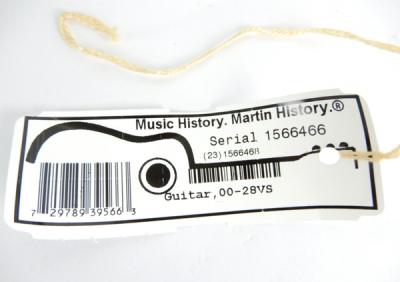 Music History. Martin History.®
Serial 1566466
(23)1566466
7 29789 39566 3
Guitar,00-28VS